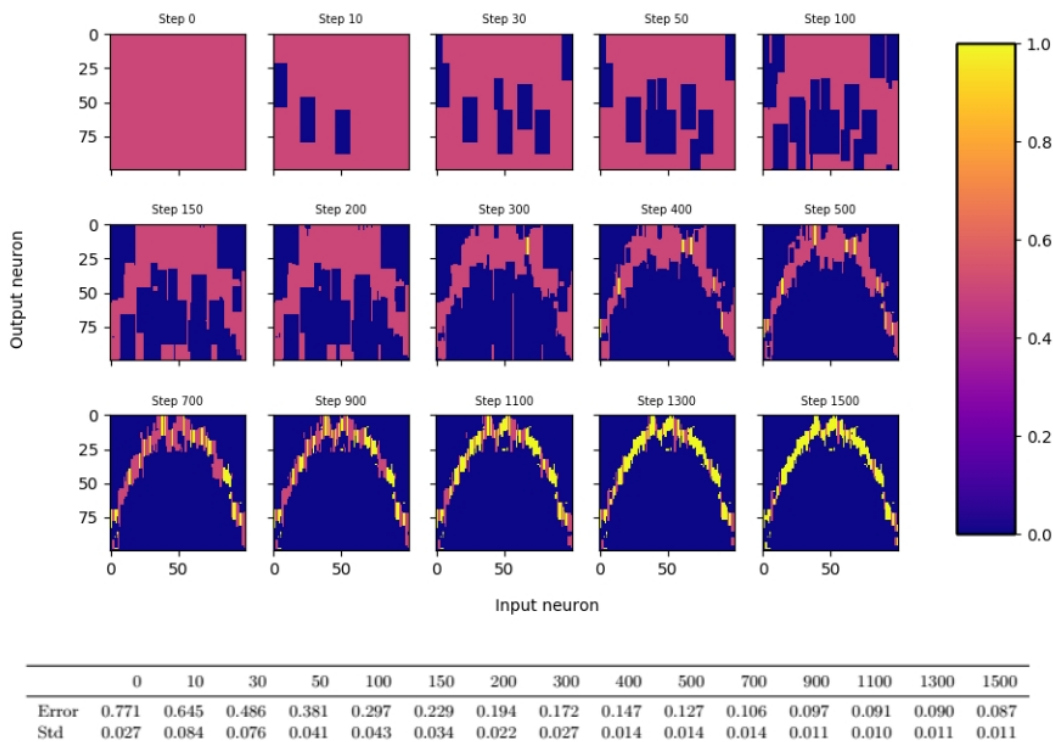 Step 0 Step 10 Step 30 Step 50 Step 100
0 25 50 75
Step 150 Step 200 Step 300 Step 400 Step 500
0 25 50 75
Step 700 Step 900 Step 1100 Step 1300 Step 1500
0 25 50 75
0 50 0 50 0 50 0 50 0 50
Output neuron
Input neuron
1.0
0.8
0.6
0.4
0.2
0.0
0 10 30 50 100 150 200 300 400 500 700 900 1100 1300 1500
Error 0.771 0.645 0.486 0.381 0.297 0.229 0.194 0.172 0.147 0.127 0.106 0.097 0.091 0.090 0.087
Std 0.027 0.084 0.076 0.041 0.043 0.034 0.022 0.027 0.014 0.014 0.014 0.011 0.010 0.011 0.011